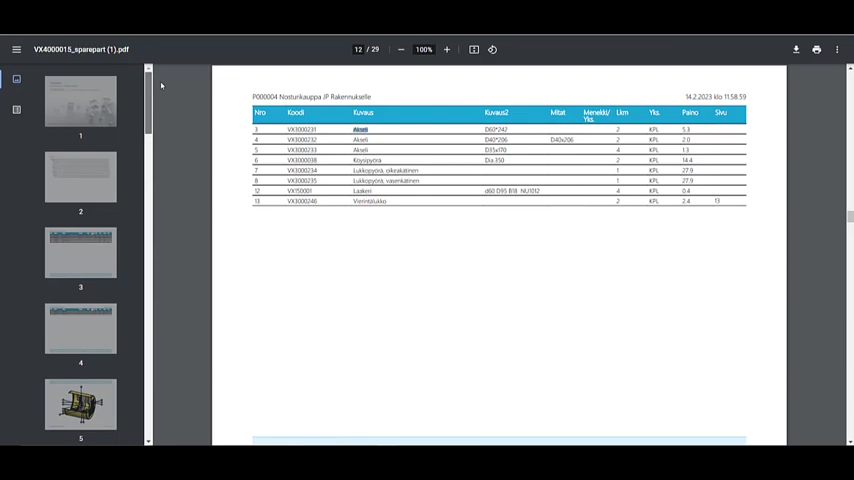 VX4000015_sparepart (1).pdf
12 / 29
100%
P000004 Nosturikauppa JP Rakennukselle
14.2.2023 klo 11.58.59
Nro Koodi Kuvaus Kuvaus2 Mitat Menekki/Yks. Lkm Yks. Paino Sivu
3 VX3000231 Akseli D60*242 2 KPL 5.3
4 VX3000232 Akseli D40*206 D40x206 2 KPL 2.0
5 VX3000233 Akseli D35x170 4 KPL 1.3
6 VX3000038 Köysipyörä Dia 350 2 KPL 14.4
7 VX3000234 Lukkopyörä, oikeakätinen 1 KPL 27.9
8 VX3000235 Lukkopyörä, vasenkätinen 1 KPL 27.9
12 VX150001 Laakeri d60 D95 B18 NU1012 4 KPL 0.4
13 VX3000246 Vierintälukko 2 KPL 2.4 13
1
2
3
4
5